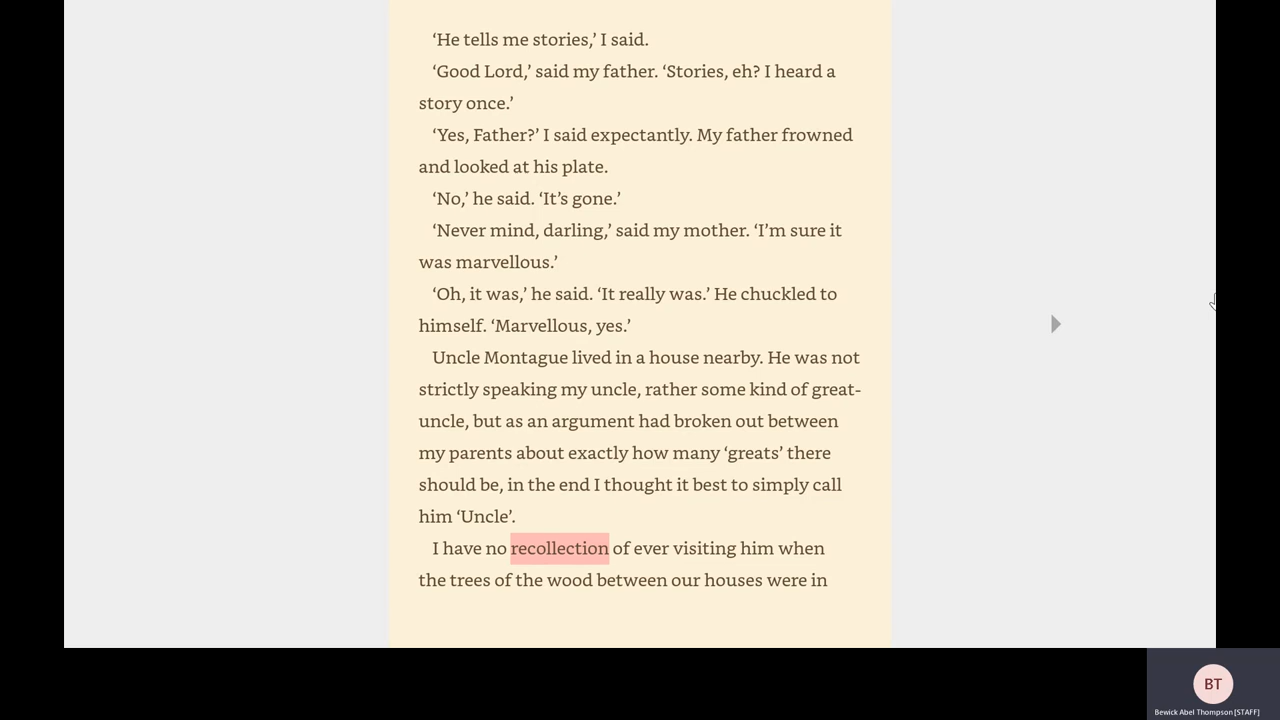 ‘He tells me stories,’ I said.
‘Good Lord,’ said my father. ‘Stories, eh? I heard a
story once.’
‘Yes, Father?’ I said expectantly. My father frowned
and looked at his plate.
‘No,’ he said. ‘It’s gone.’
‘Never mind, darling,’ said my mother. ‘I’m sure it
was marvellous.’
‘Oh, it was,’ he said. ‘It really was.’ He chuckled to
himself. ‘Marvellous, yes.’
Uncle Montague lived in a house nearby. He was not
strictly speaking my uncle, rather some kind of great-
uncle, but as an argument had broken out between
my parents about exactly how many ‘greats’ there
should be, in the end I thought it best to simply call
him ‘Uncle’.
I have no recollection of ever visiting him when
the trees of the wood between our houses were in
BT
Bewick Abel Thompson [STAFF]